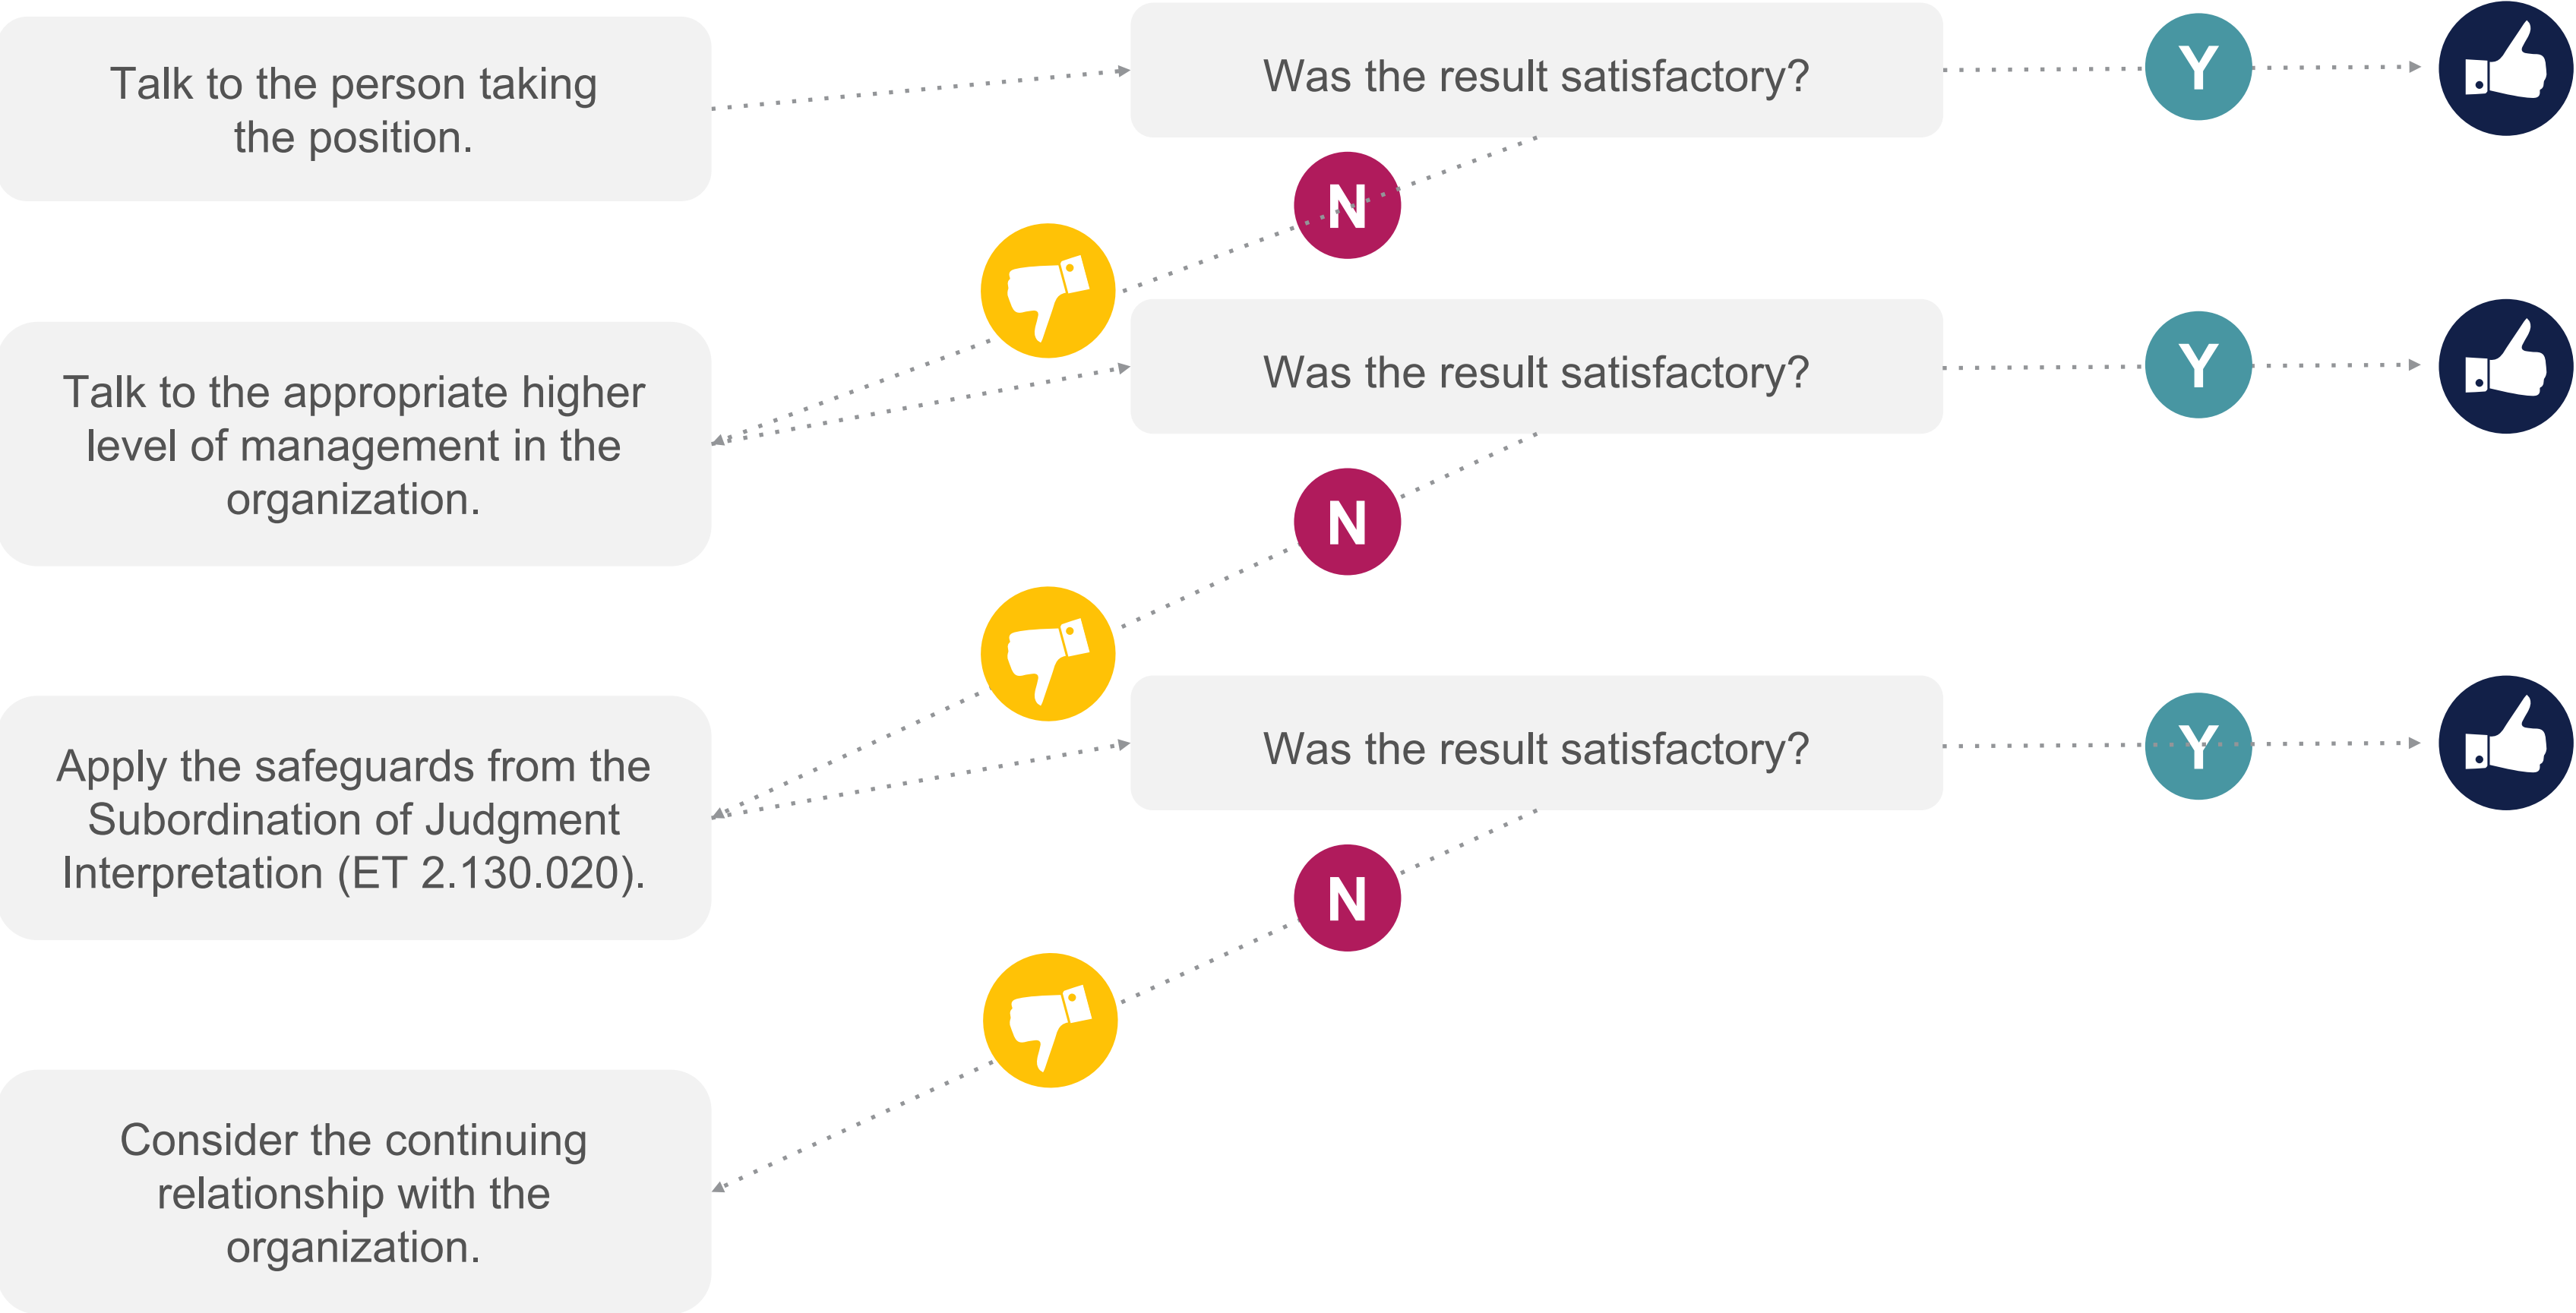 Talk to the person taking
the position.
Was the result satisfactory?
Y
N
Talk to the appropriate higher
level of management in the
organization.
Was the result satisfactory?
Y
N
Apply the safeguards from the
Subordination of Judgment
Interpretation (ET 2.130.020).
Was the result satisfactory?
Y
N
Consider the continuing
relationship with the
organization.